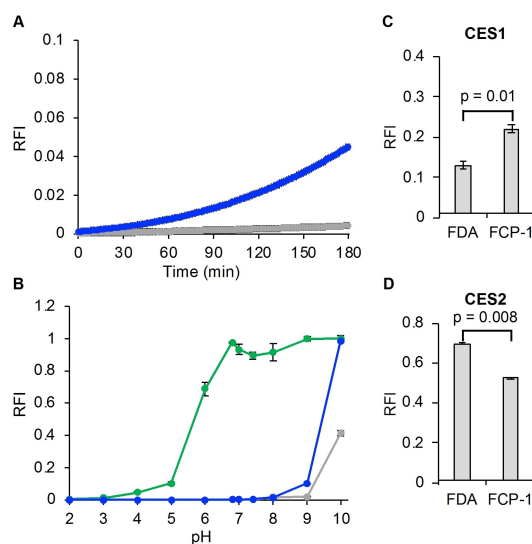 A
0.1
0.08
0.06
0.04
0.02
0
RFI
0 30 60 90 120 150 180
Time (min)
B
1.2
1
0.8
0.6
0.4
0.2
0
RFI
2 3 4 5 6 7 8 9 10
pH
C
CES1
0.4
0.3
0.2
0.1
0
RFI
p = 0.01
FDA FCP-1
D
CES2
p = 0.008
0.8
0.6
0.4
0.2
0
RFI
FDA FCP-1